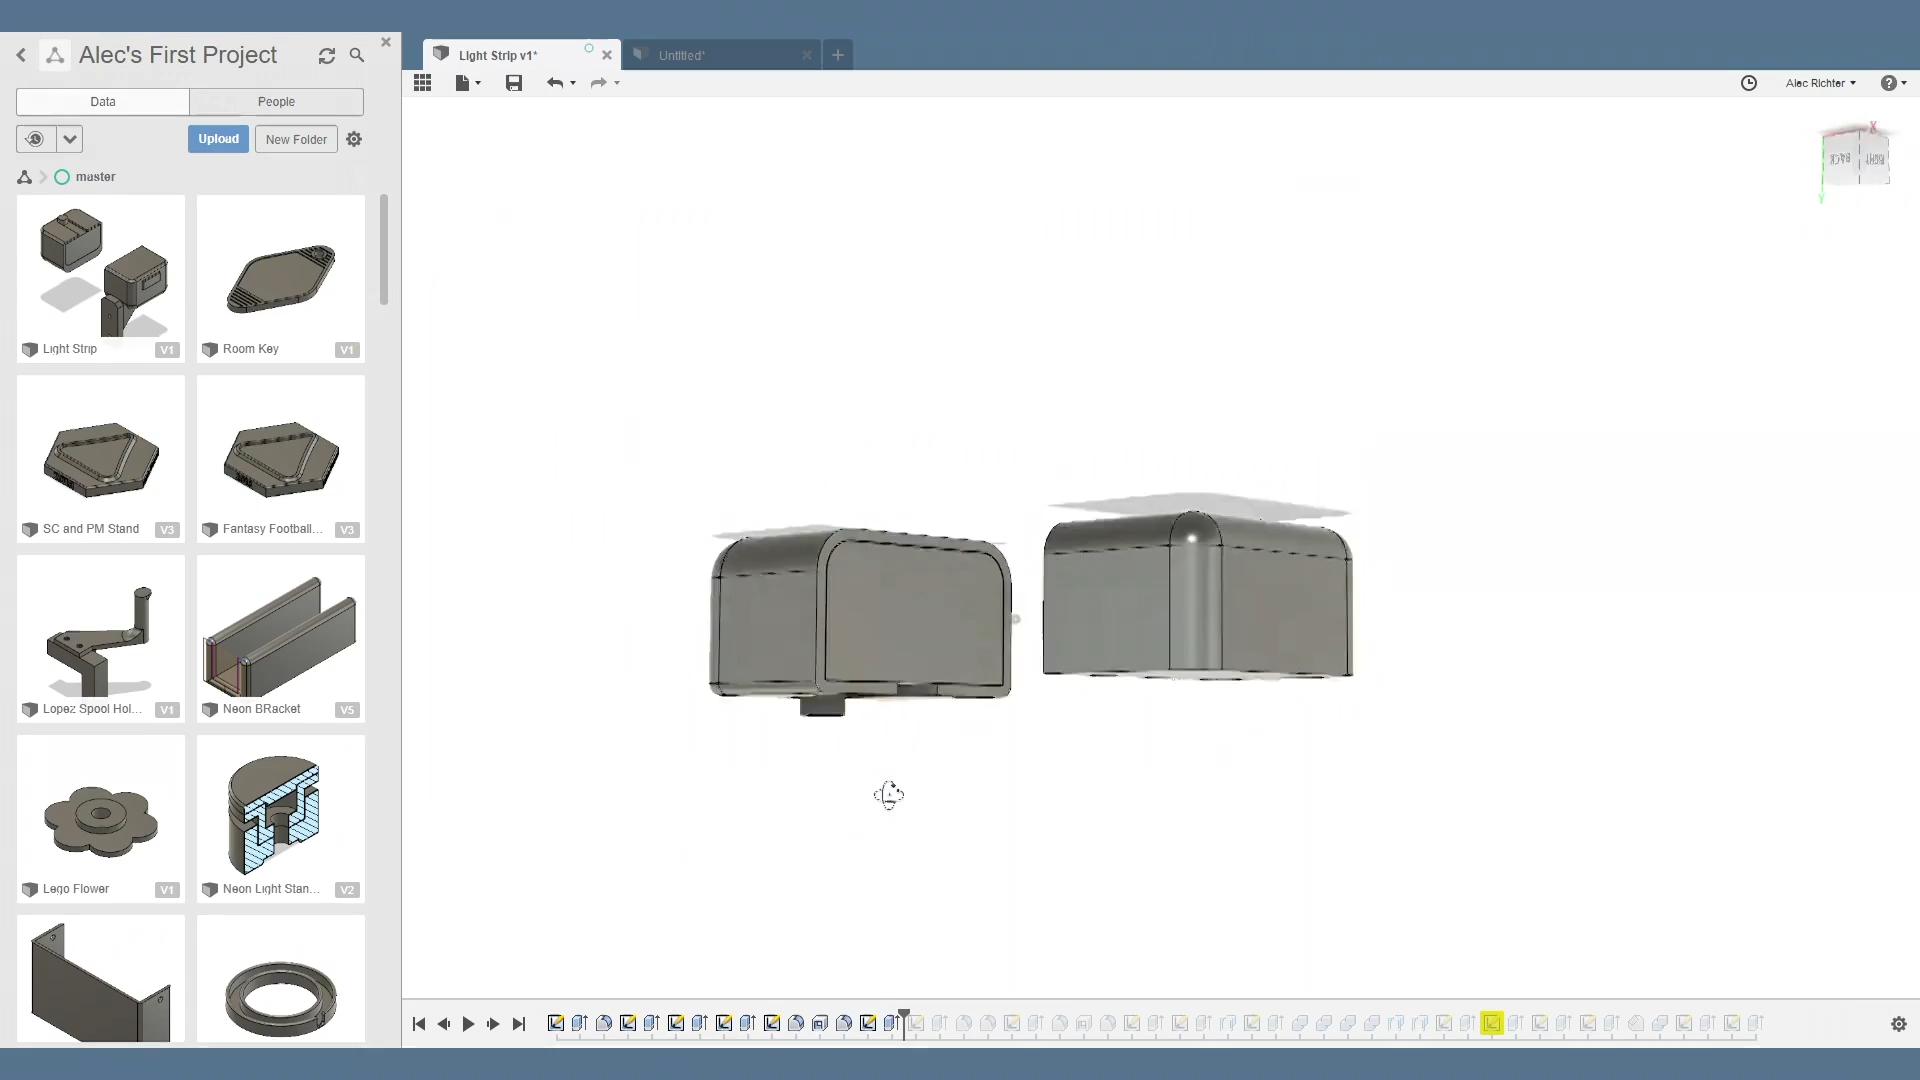 Alec's First Project
Light Strip v1*
Untitled*
Alec Richter
Data
People
Upload
New Folder
master
Light Strip
V1
Room Key
V1
SC and PM Stand
V3
Fantasy Football...
V3
Lopez Spool Hol...
V1
Neon BRacket
V5
Lego Flower
V1
Neon Light Stan...
V2
X
BACK
RIGHT
Y